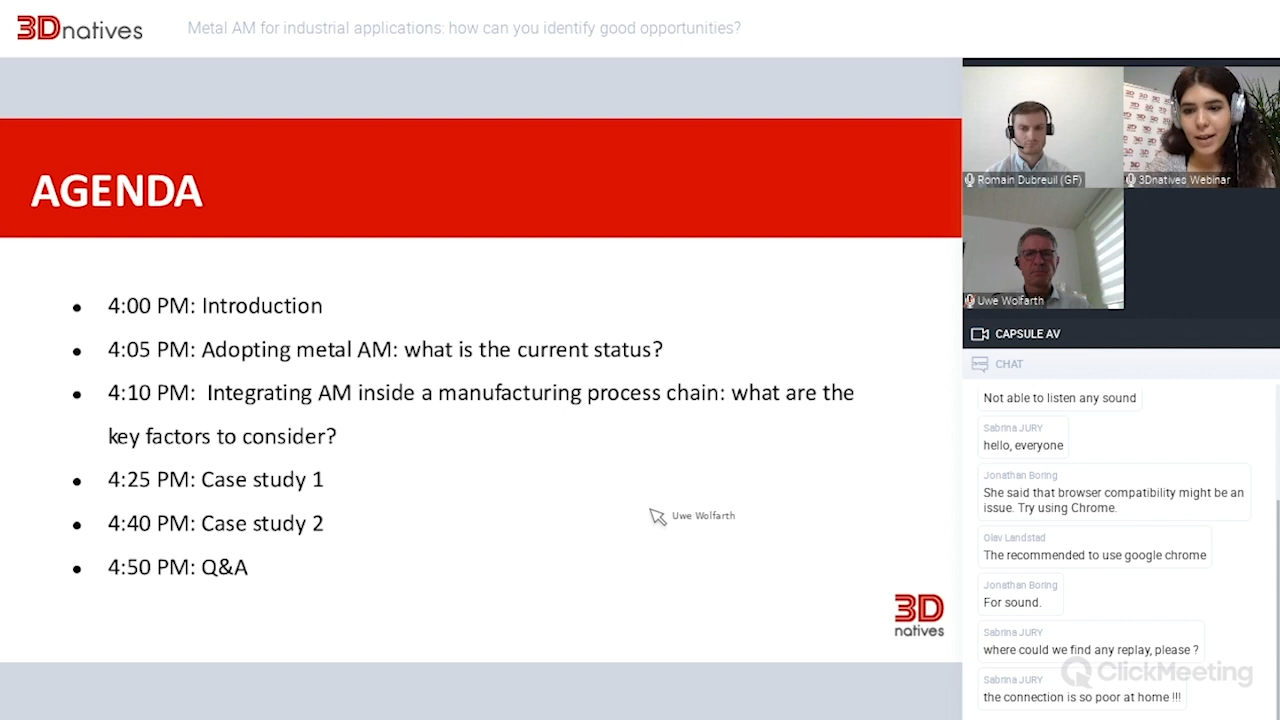 3Dnatives
Metal AM for industrial applications: how can you identify good opportunities?
AGENDA
• 4:00 PM: Introduction
• 4:05 PM: Adopting metal AM: what is the current status?
• 4:10 PM: Integrating AM inside a manufacturing process chain: what are the
key factors to consider?
• 4:25 PM: Case study 1
• 4:40 PM: Case study 2
• 4:50 PM: Q&A
Uwe Wolfarth
3D
natives
Romain Dubreuil (GF)
3Dnatives Webinar
Uwe Wolfarth
CAPSULE AV
CHAT
Not able to listen any sound
Sabrina JURY
hello, everyone
Jonathan Boring
She said that browser compatibility might be an
issue. Try using Chrome.
Olav Landstad
The recommended to use google chrome
Jonathan Boring
For sound.
Sabrina JURY
where could we find any replay, please ?
Sabrina JURY
the connection is so poor at home !!!
ClickMeeting